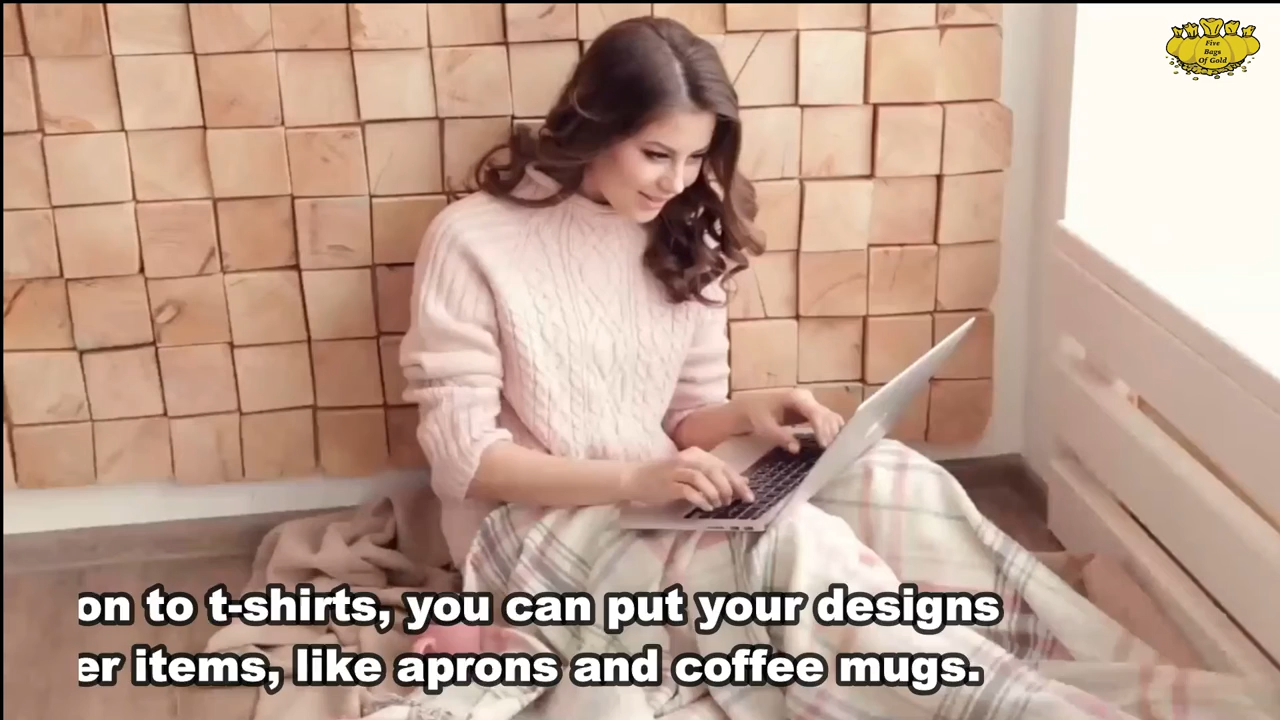 Five
Bags
Of Gold
on to t-shirts, you can put your designs
er items, like aprons and coffee mugs.